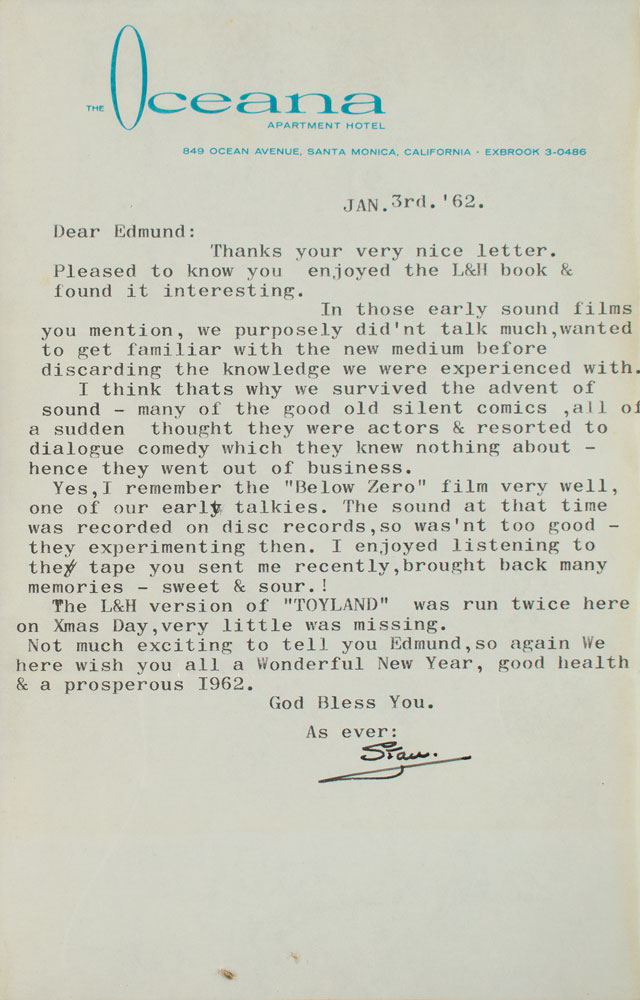 THE Oceana
APARTMENT HOTEL
849 OCEAN AVENUE, SANTA MONICA, CALIFORNIA · EXBROOK 3-0486
JAN.3rd.'62.
Dear Edmund:
Thanks your very nice letter.
Pleased to know you enjoyed the L&H book &
found it interesting.
In those early sound films
you mention, we purposely did'nt talk much,wanted
to get familiar with the new medium before
discarding the knowledge we were experienced with.
I think thats why we survived the advent of
sound - many of the good old silent comics ,all of
a sudden thought they were actors & resorted to
dialogue comedy which they knew nothing about -
hence they went out of business.
Yes,I remember the "Below Zero" film very well,
one of our early talkies. The sound at that time
was recorded on disc records,so was'nt too good -
they experimenting then. I enjoyed listening to
the tape you sent me recently,brought back many
memories - sweet & sour.!
The L&H version of "TOYLAND" was run twice here
on Xmas Day,very little was missing.
Not much exciting to tell you Edmund,so again We
here wish you all a Wonderful New Year, good health
& a prosperous I962.
God Bless You.
As ever:
Stan.